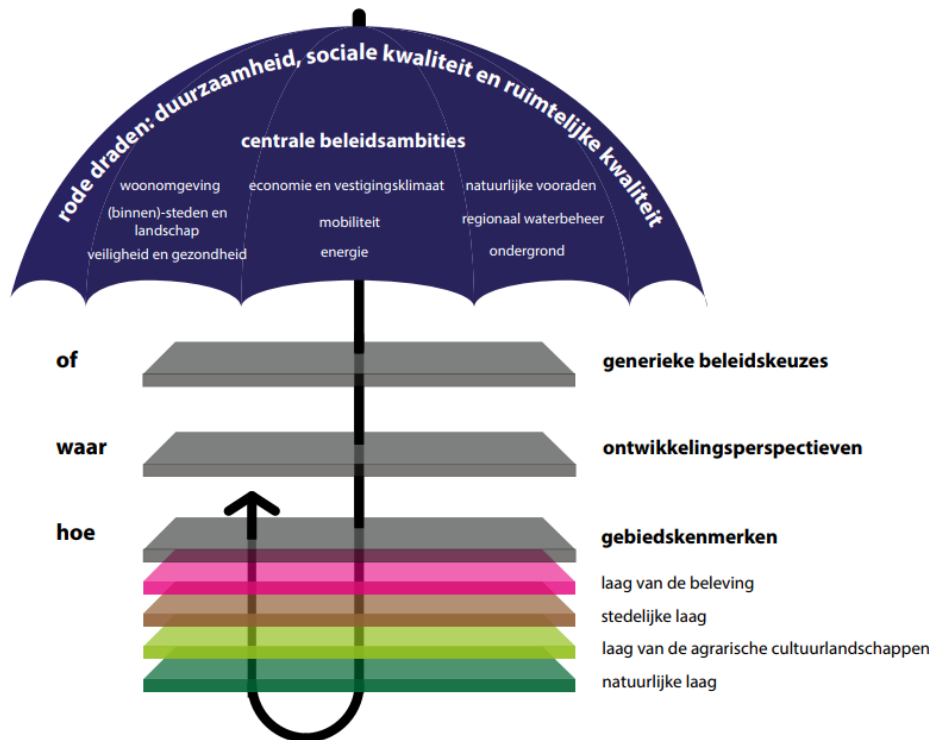 rode draden: duurzaamheid, sociale kwaliteit en ruimtelijke kwaliteit
centrale beleidsambities
woonomgeving
(binnen)-steden en
landschap
veiligheid en gezondheid
economie en vestigingsklimaat
mobiliteit
energie
natuurlijke vooraden
regionaal waterbeheer
ondergrond
of
generieke beleidskeuzes
waar
ontwikkelingsperspectieven
hoe
gebiedskenmerken
laag van de beleving
stedelijke laag
laag van de agrarische cultuurlandschappen
natuurlijke laag